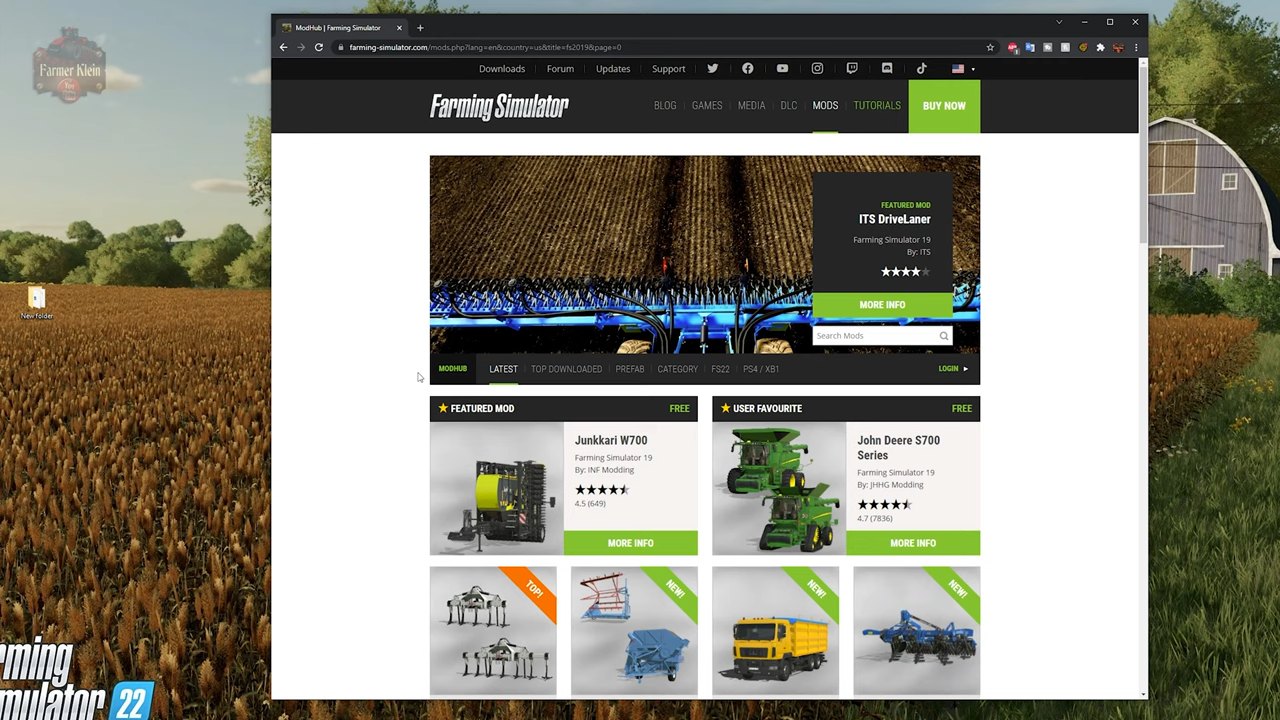 ModHub | Farming Simulator
farming-simulator.com/mods.php?lang=en&country=us&title=fs2019&page=0
Farmer Klein
You
Downloads Forum Updates Support
Farming Simulator
BLOG GAMES MEDIA DLC MODS TUTORIALS BUY NOW
FEATURED MOD
ITS DriveLaner
Farming Simulator 19
By: ITS
MORE INFO
Search Mods
MODHUB LATEST TOP DOWNLOADED PREFAB CATEGORY FS22 PS4 / XB1 LOGIN
New folder
FEATURED MOD FREE
Junkkari W700
Farming Simulator 19
By: INF Modding
4.5 (649)
MORE INFO
USER FAVOURITE FREE
John Deere S700
Series
Farming Simulator 19
By: JHHG Modding
4.7 (7836)
MORE INFO
TOP!
NEW!
NEW!
NEW!
rming
mulator 22